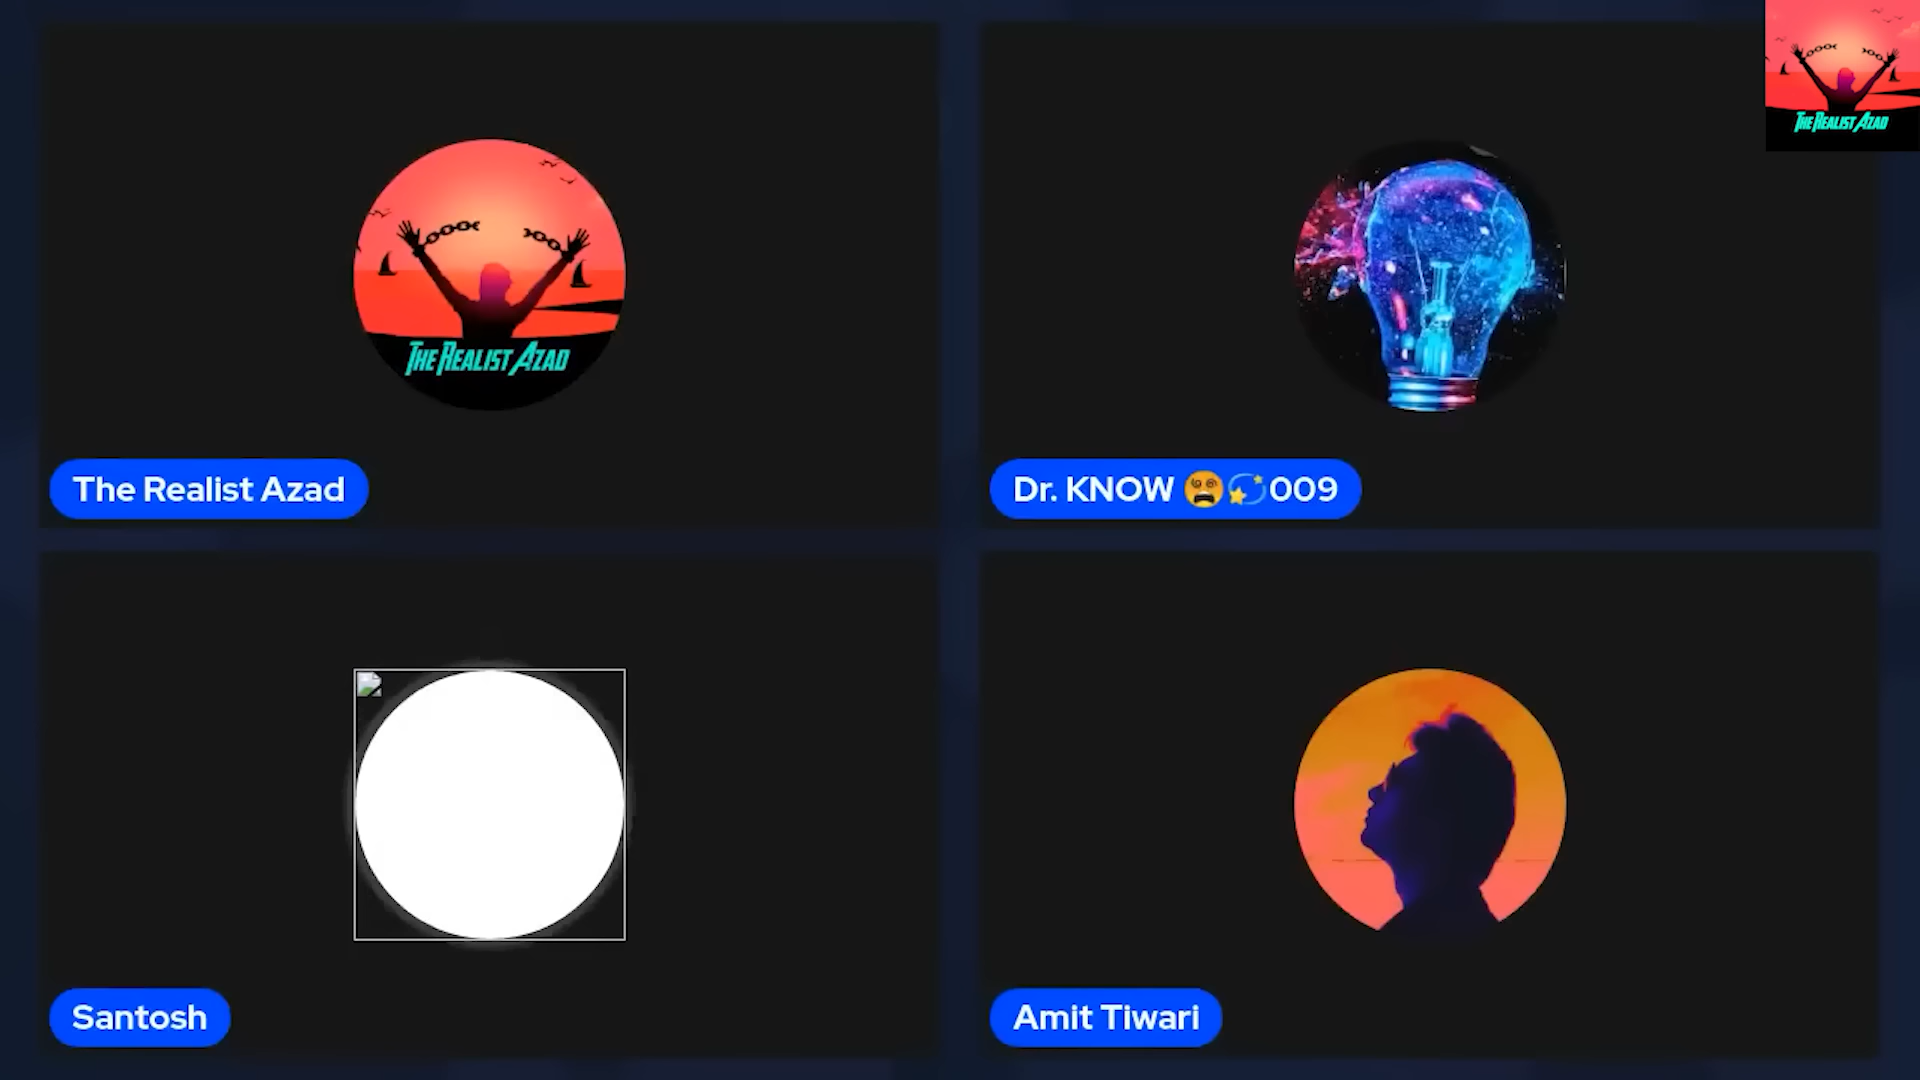 The Realist Azad
The Realist Azad
The Realist Azad
Dr. KNOW 😵‍💫009
Santosh
Amit Tiwari